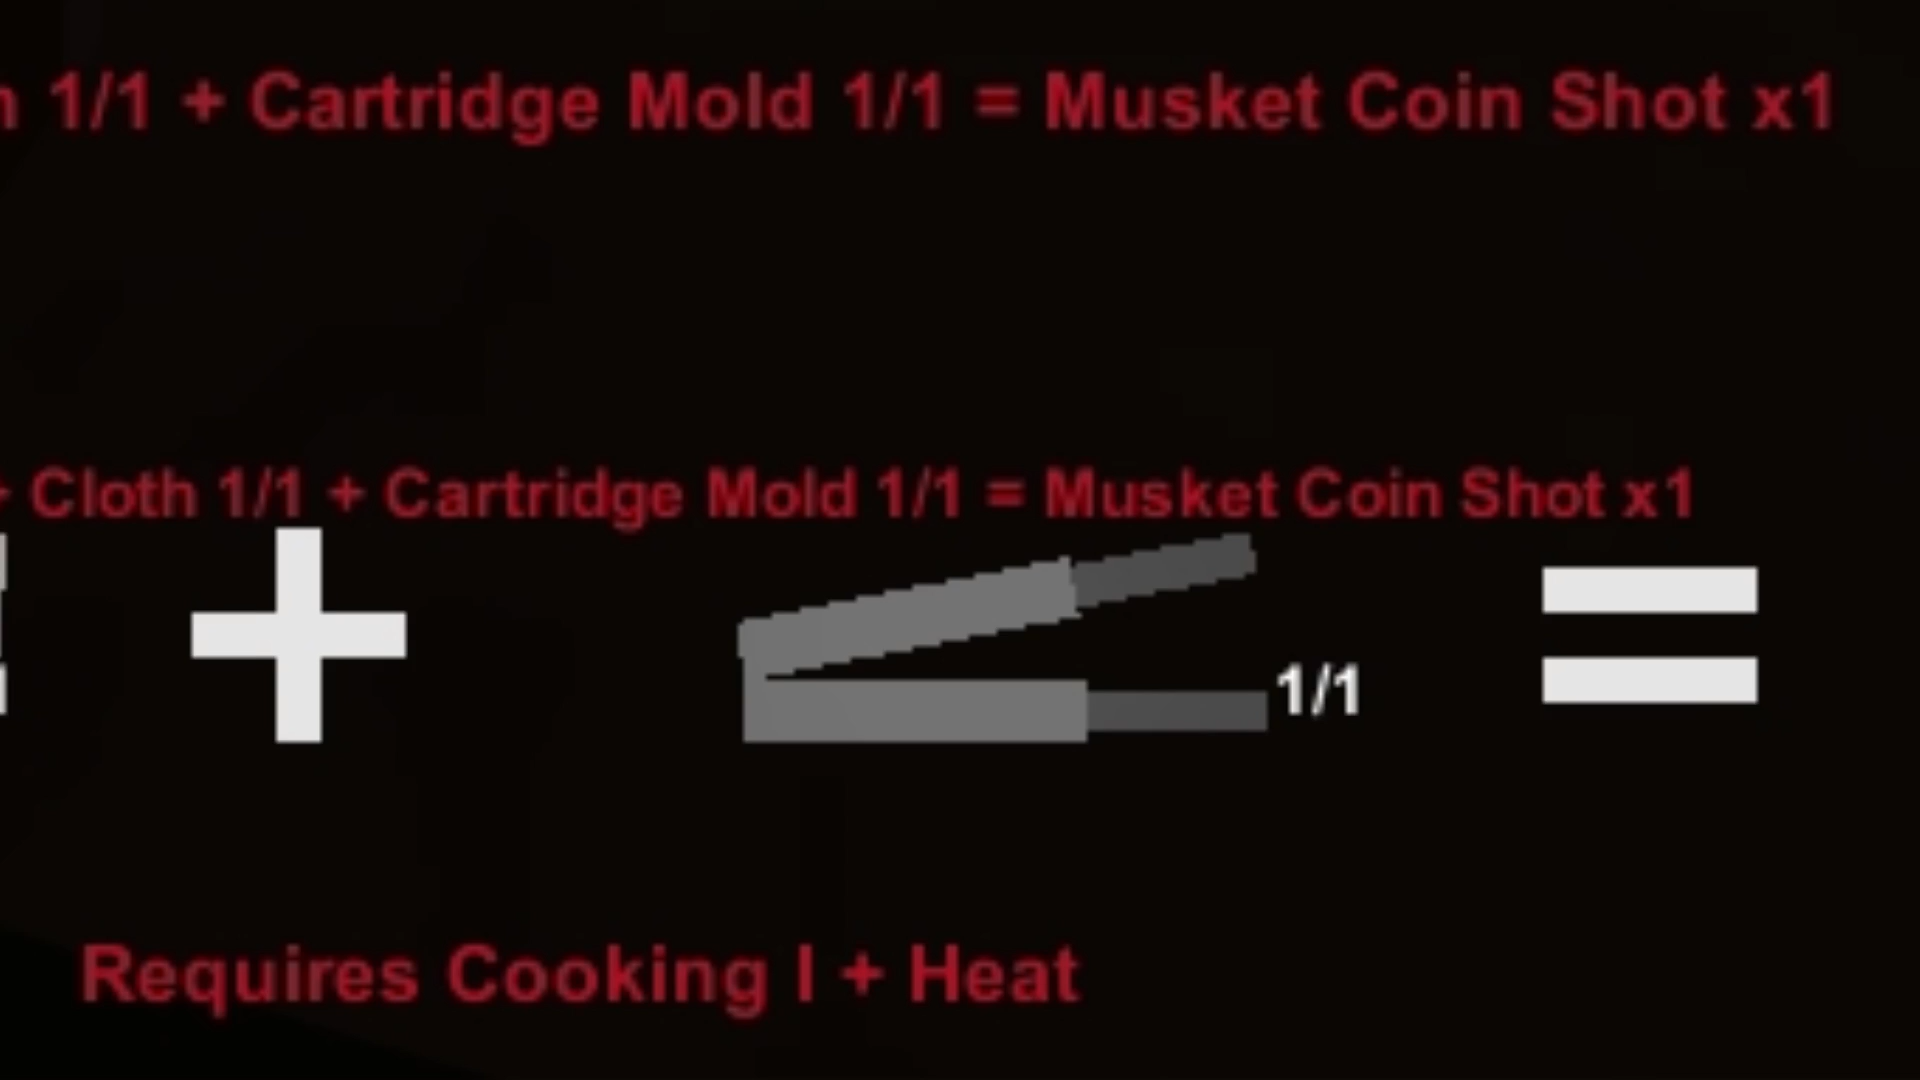 1/1 + Cartridge Mold 1/1 = Musket Coin Shot x1
+ Cloth 1/1 + Cartridge Mold 1/1 = Musket Coin Shot x1
1/1
Requires Cooking I + Heat